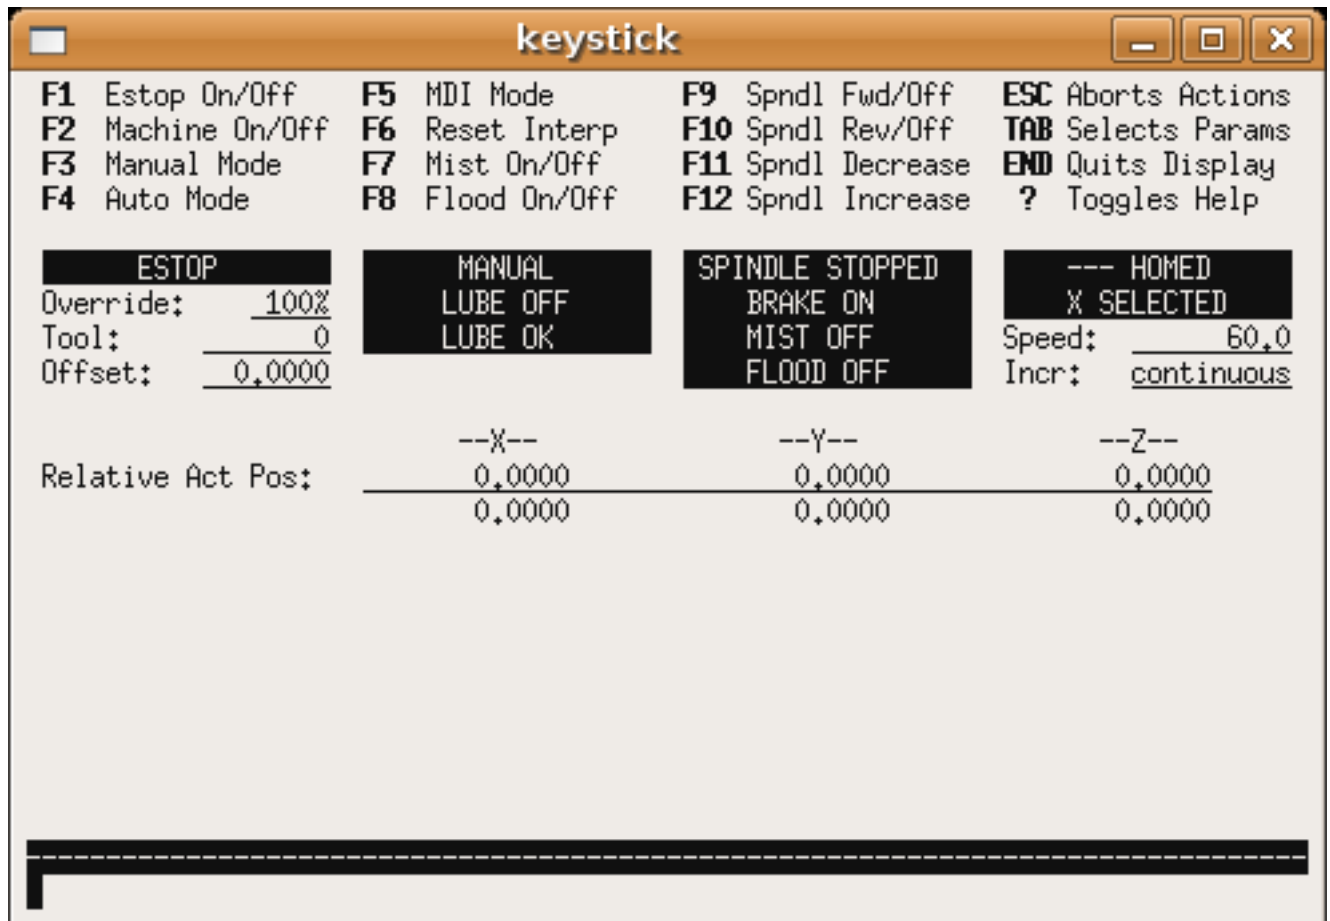 keystick
F1 Estop On/Off F5 MDI Mode F9 Spndl Fwd/Off ESC Aborts Actions
F2 Machine On/Off F6 Reset Interp F10 Spndl Rev/Off TAB Selects Params
F3 Manual Mode F7 Mist On/Off F11 Spndl Decrease END Quits Display
F4 Auto Mode F8 Flood On/Off F12 Spndl Increase ? Toggles Help
ESTOP MANUAL SPINDLE STOPPED --- HOMED
Override: 100% LUBE OFF BRAKE ON X SELECTED
Tool: 0 LUBE OK MIST OFF Speed: 60.0
Offset: 0.0000 FLOOD OFF Incr: continuous
--X-- --Y-- --Z--
Relative Act Pos: 0.0000 0.0000 0.0000
0.0000 0.0000 0.0000
--------------------------------------------------------------------------------